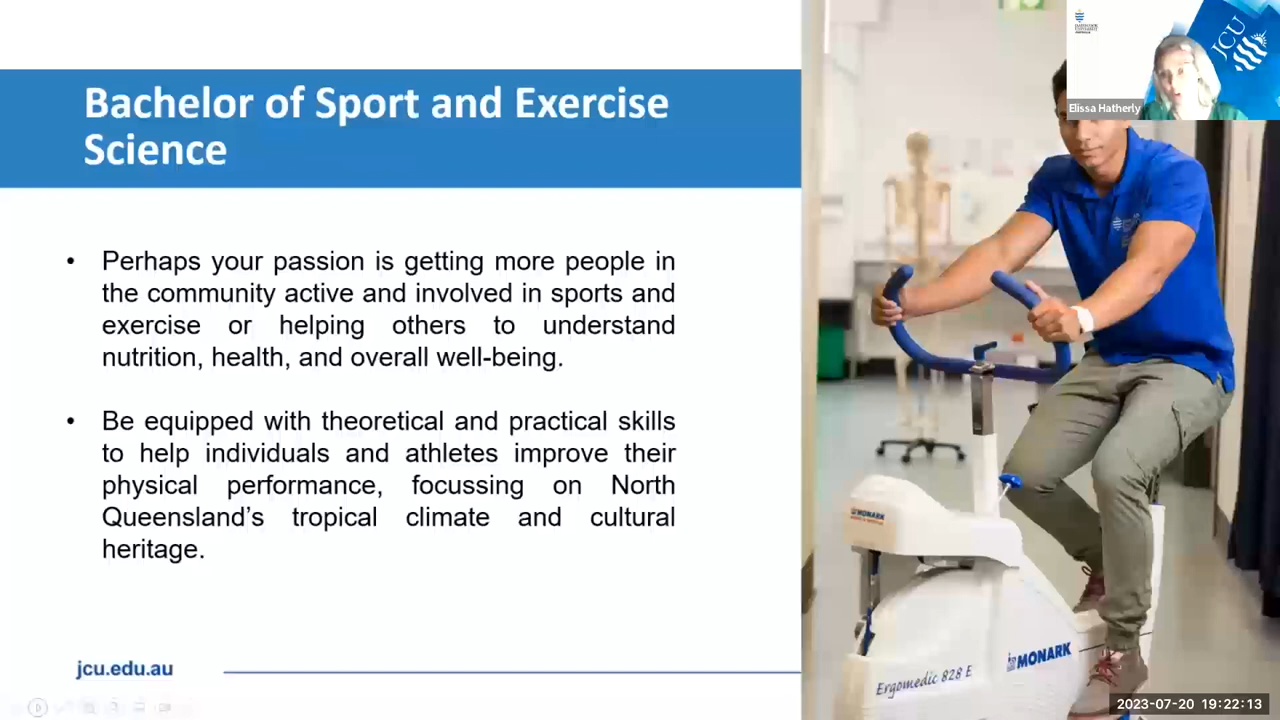 Bachelor of Sport and Exercise
Science
JCU
Elissa Hatherly
• Perhaps your passion is getting more people in
the community active and involved in sports and
exercise or helping others to understand
nutrition, health, and overall well-being.
• Be equipped with theoretical and practical skills
to help individuals and athletes improve their
physical performance, focussing on North
Queensland’s tropical climate and cultural
heritage.
MONARK
Ergomedic 828 E
MONARK
jcu.edu.au
2023-07-20 19:22:13